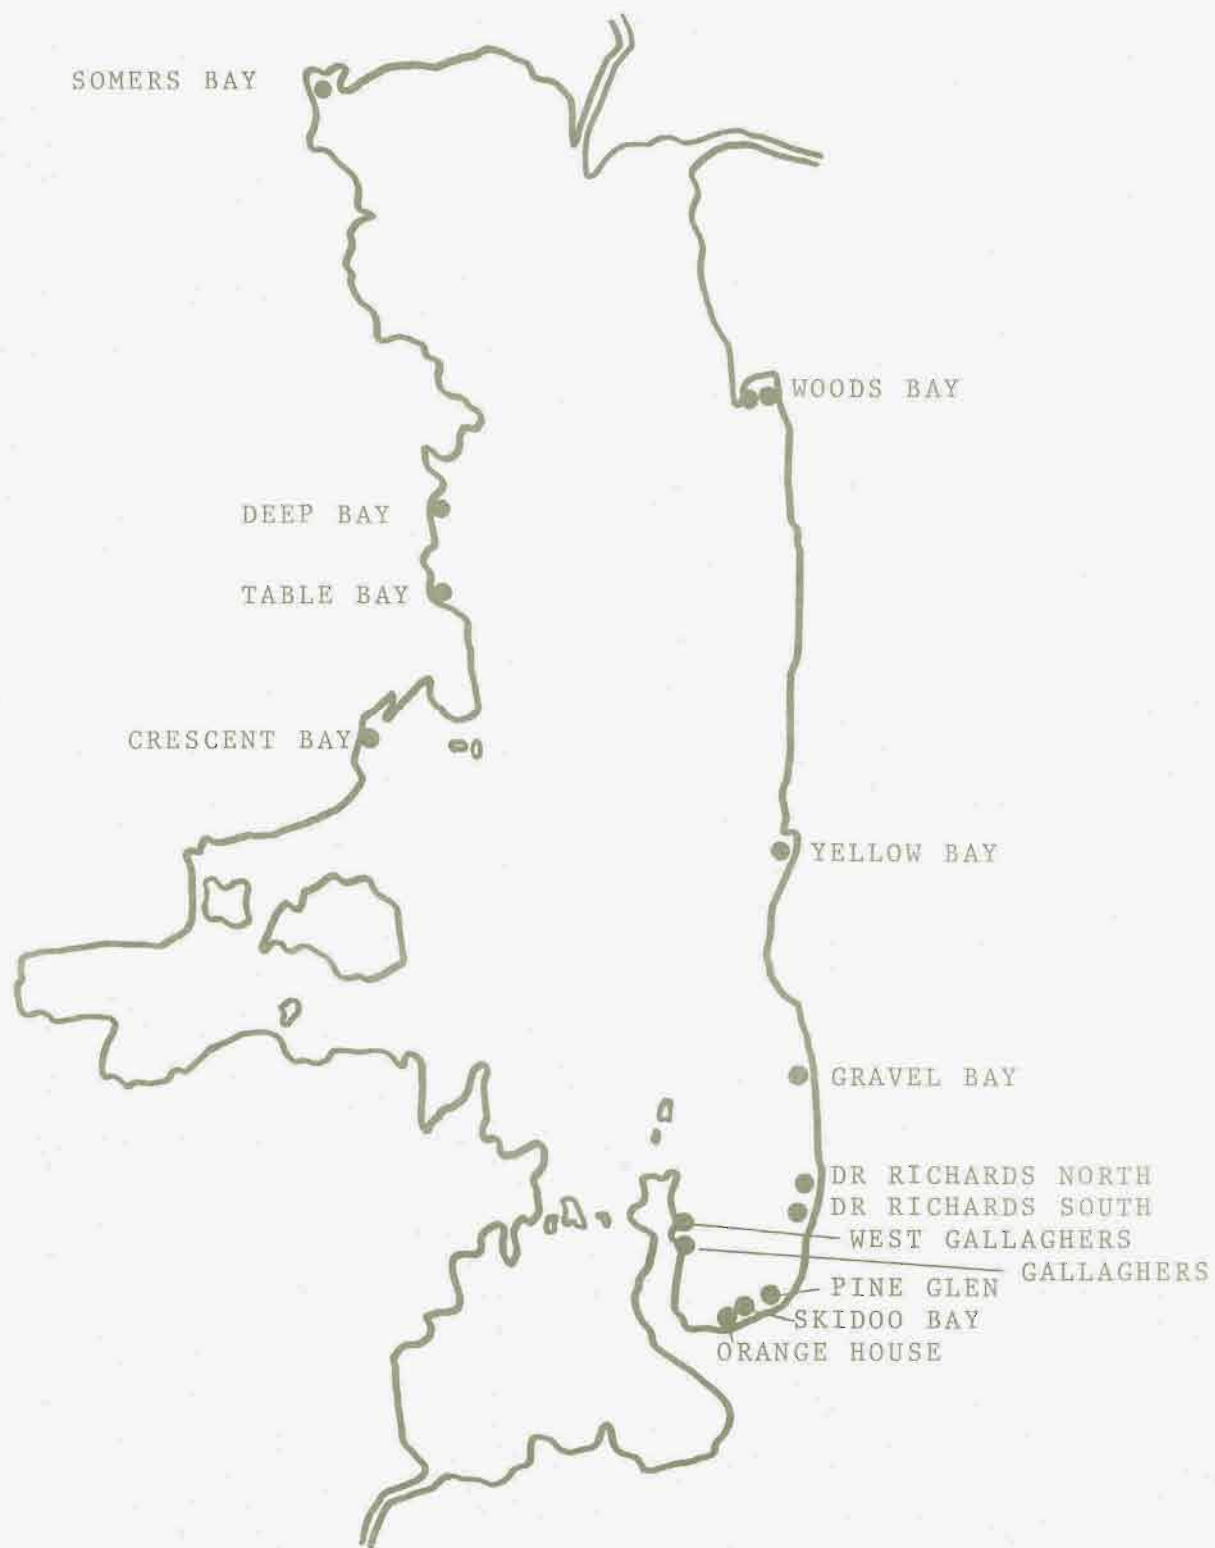 SOMERS BAY
WOODS BAY
DEEP BAY
TABLE BAY
CRESCENT BAY
YELLOW BAY
GRAVEL BAY
DR RICHARDS NORTH
DR RICHARDS SOUTH
WEST GALLAGHERS
GALLAGHERS
PINE GLEN
SKIDOO BAY
ORANGE HOUSE